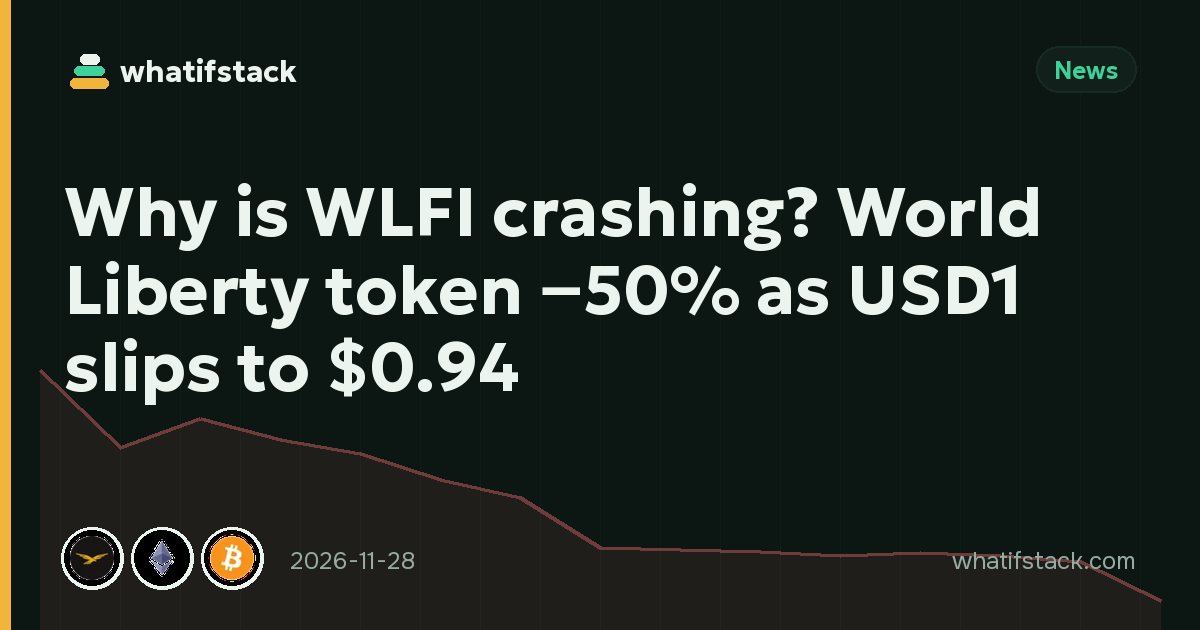 whatifstack
News
Why is WLFI crashing? World
Liberty token −50% as USD1
slips to $0.94
2026-11-28
whatifstack.com